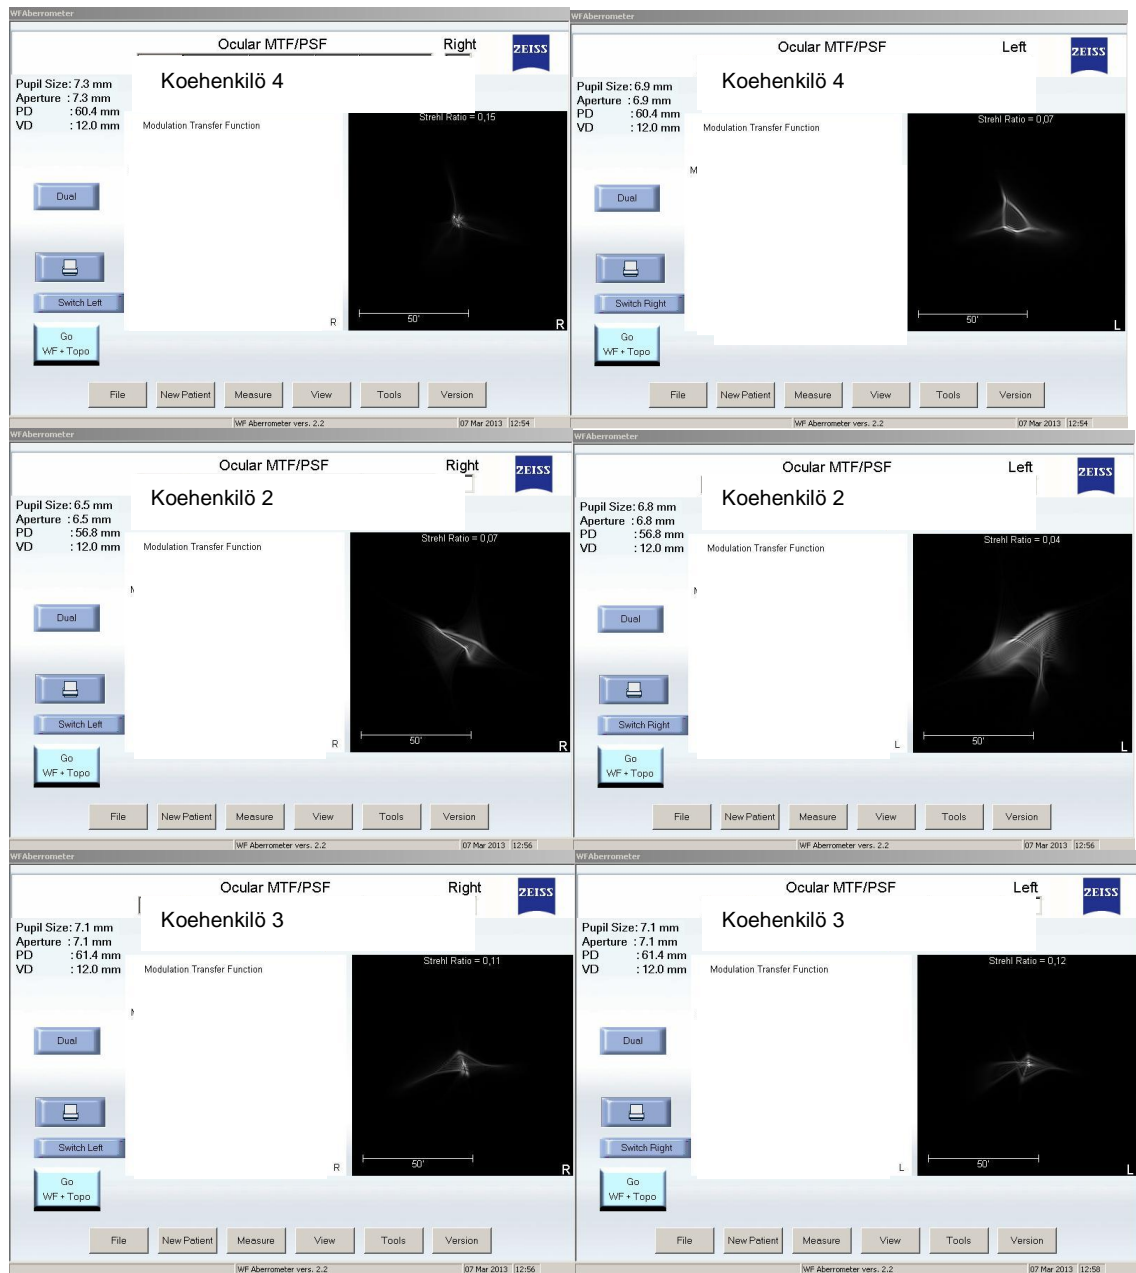 WFAberrometer
Ocular MTF/PSF Right ZEISS
Koehenkilö 4
Pupil Size: 7.3 mm
Aperture : 7.3 mm
PD : 60.4 mm
VD : 12.0 mm
Modulation Transfer Function
Strehl Ratio = 0,15
Dual
Switch Left
Go
WF + Topo
R
50'
R
File New Patient Measure View Tools Version
WF Aberrometer vers. 2.2 07 Mar 2013 12:54
WFAberrometer
Ocular MTF/PSF Left ZEISS
Koehenkilö 4
Pupil Size: 6.9 mm
Aperture : 6.9 mm
PD : 60.4 mm
VD : 12.0 mm
Modulation Transfer Function
Strehl Ratio = 0,07
M
Dual
Switch Right
Go
WF + Topo
50'
L
File New Patient Measure View Tools Version
WF Aberrometer vers. 2.2 07 Mar 2013 12:54
WFAberrometer
Ocular MTF/PSF Right ZEISS
Koehenkilö 2
Pupil Size: 6.5 mm
Aperture : 6.5 mm
PD : 56.8 mm
VD : 12.0 mm
Modulation Transfer Function
Strehl Ratio = 0,07
Dual
Switch Left
Go
WF + Topo
R
50'
R
File New Patient Measure View Tools Version
WF Aberrometer vers. 2.2 07 Mar 2013 12:56
WFAberrometer
Ocular MTF/PSF Left ZEISS
Koehenkilö 2
Pupil Size: 6.8 mm
Aperture : 6.8 mm
PD : 56.8 mm
VD : 12.0 mm
Modulation Transfer Function
Strehl Ratio = 0,04
Dual
Switch Right
Go
WF + Topo
L
50'
L
File New Patient Measure View Tools Version
WF Aberrometer vers. 2.2 07 Mar 2013 12:56
WFAberrometer
Ocular MTF/PSF Right ZEISS
Koehenkilö 3
Pupil Size: 7.1 mm
Aperture : 7.1 mm
PD : 61.4 mm
VD : 12.0 mm
Modulation Transfer Function
Strehl Ratio = 0,11
Dual
Switch Left
Go
WF + Topo
R
50'
R
File New Patient Measure View Tools Version
WF Aberrometer vers. 2.2 07 Mar 2013 12:56
WFAberrometer
Ocular MTF/PSF Left ZEISS
Koehenkilö 3
Pupil Size: 7.1 mm
Aperture : 7.1 mm
PD : 61.4 mm
VD : 12.0 mm
Modulation Transfer Function
Strehl Ratio = 0,12
Dual
Switch Right
Go
WF + Topo
L
50'
L
File New Patient Measure View Tools Version
WF Aberrometer vers. 2.2 07 Mar 2013 12:58